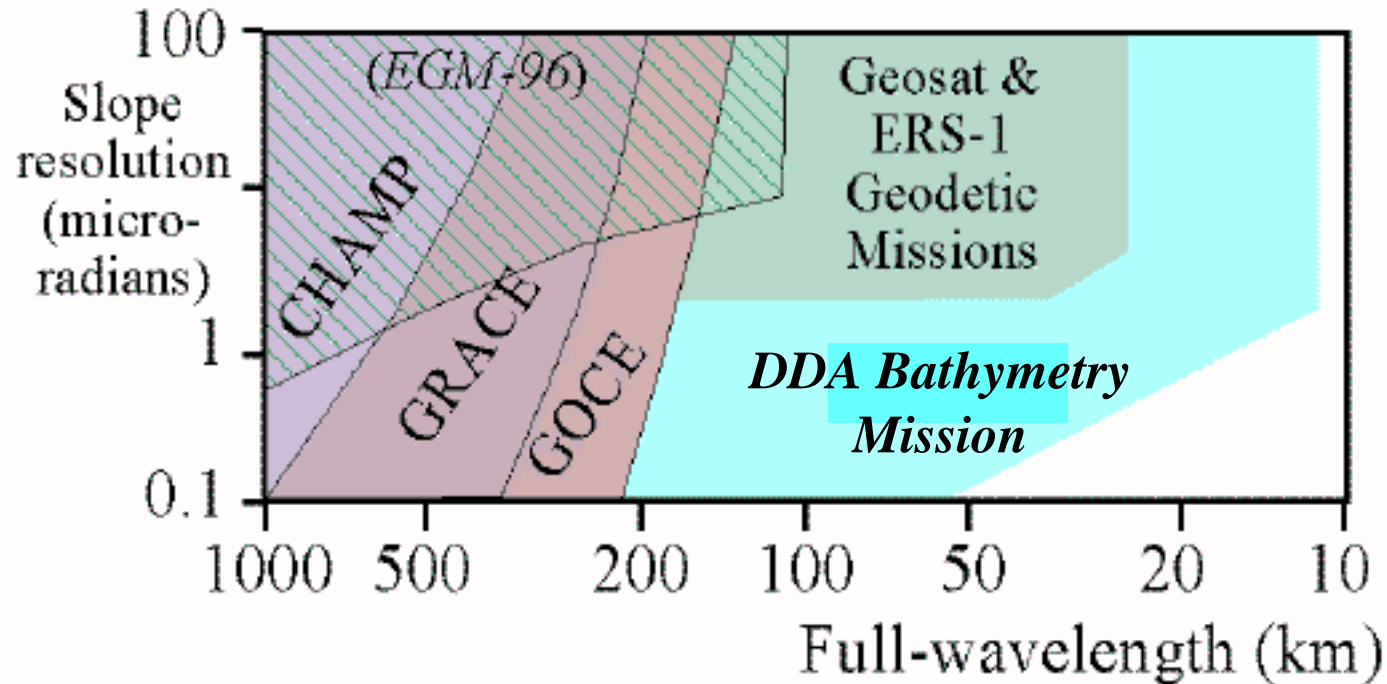 100
Slope
resolution
(micro-
radians)
1
0.1
(EGM-96)
CHAMP
GRACE
GOCE
Geosat &
ERS-1
Geodetic
Missions
DDA Bathymetry
Mission
1000 500 200 100 50 20 10
Full-wavelength (km)